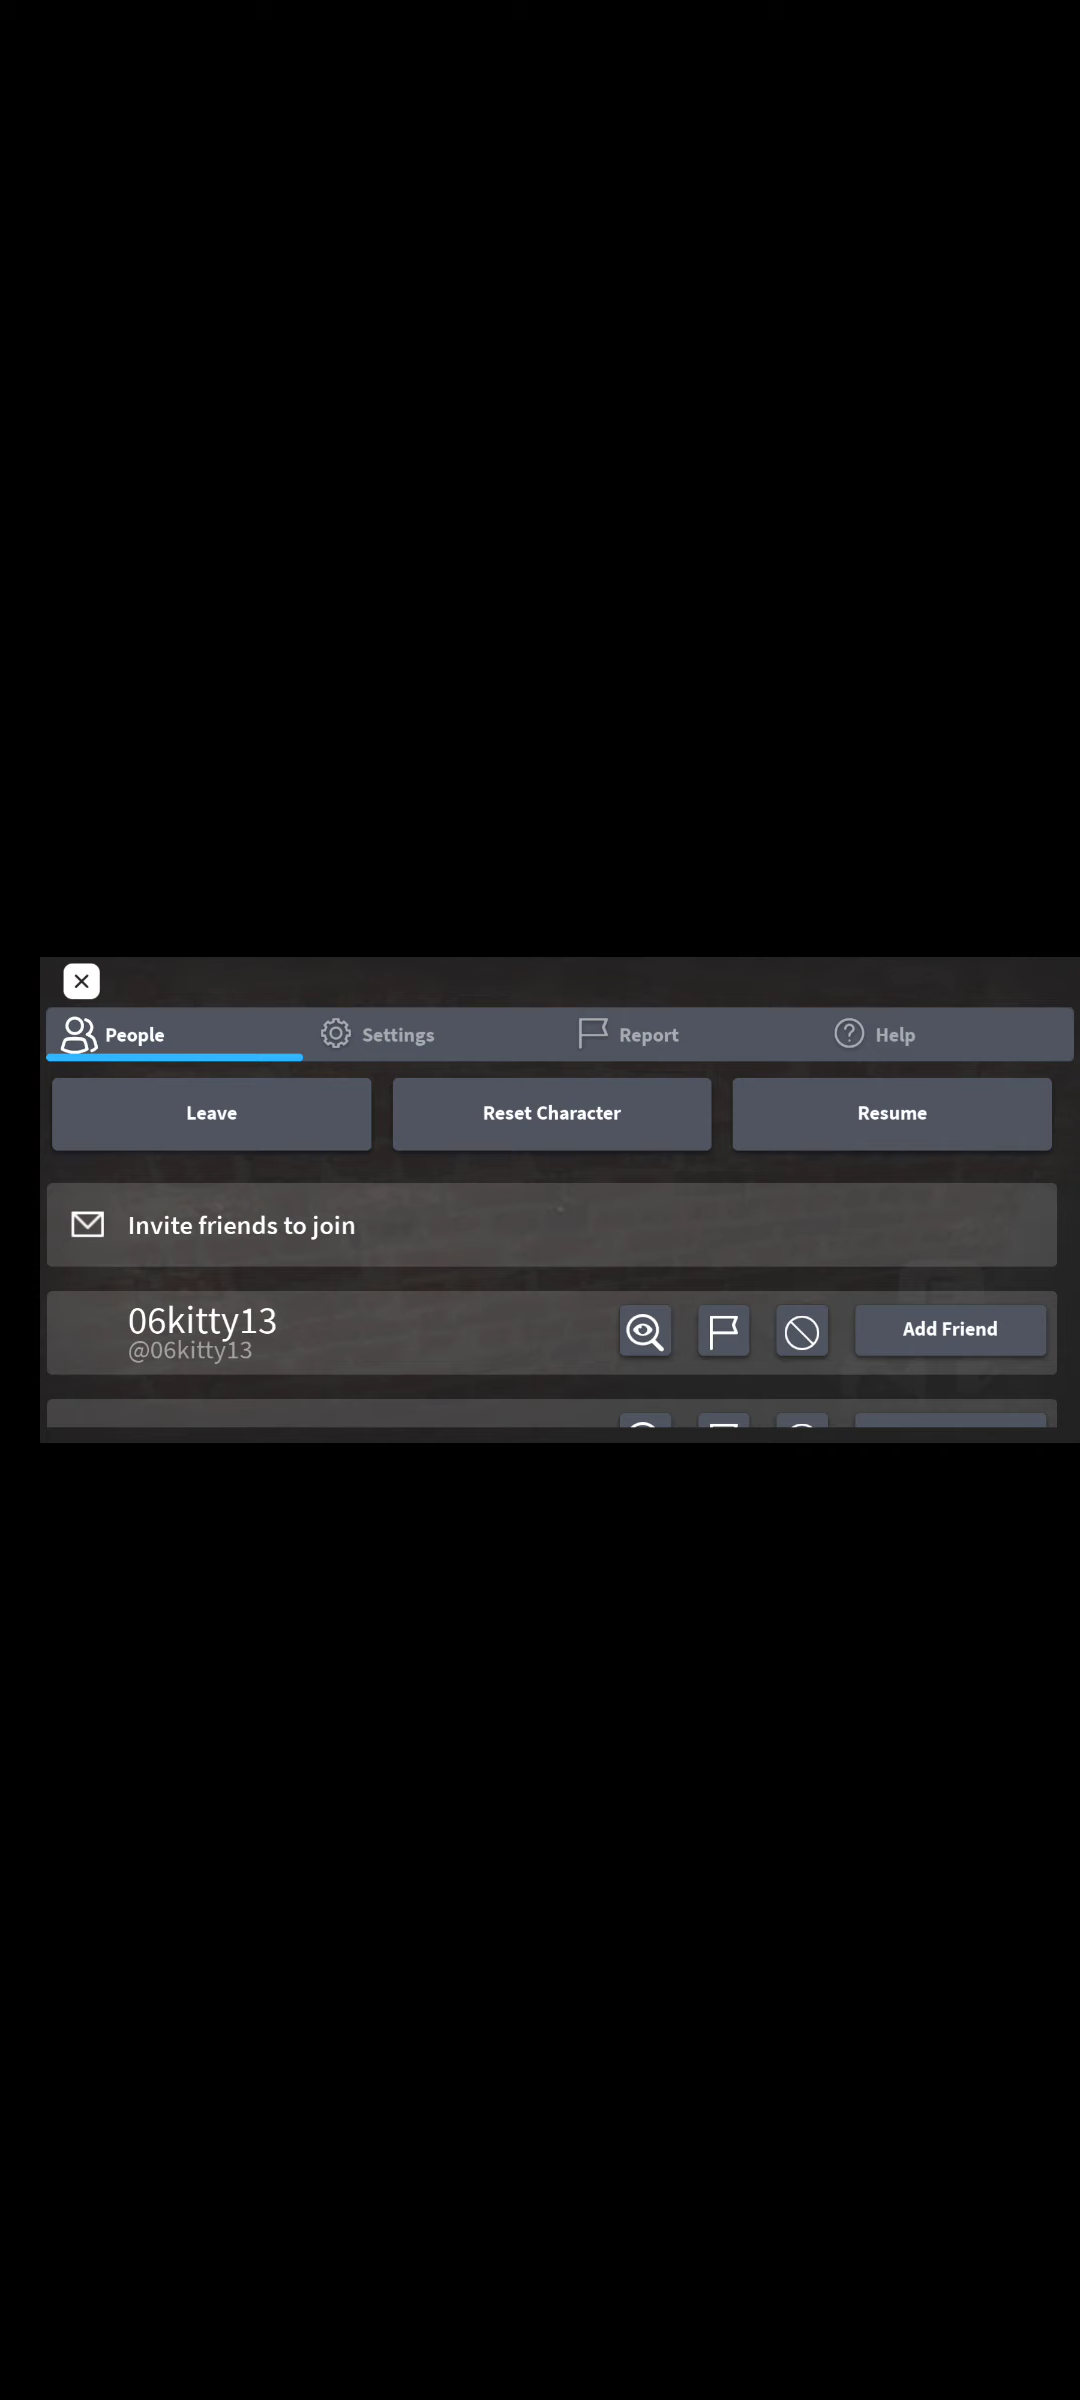 People
Settings
Report
Help
Leave
Reset Character
Resume
Invite friends to join
06kitty13
@06kitty13
Add Friend